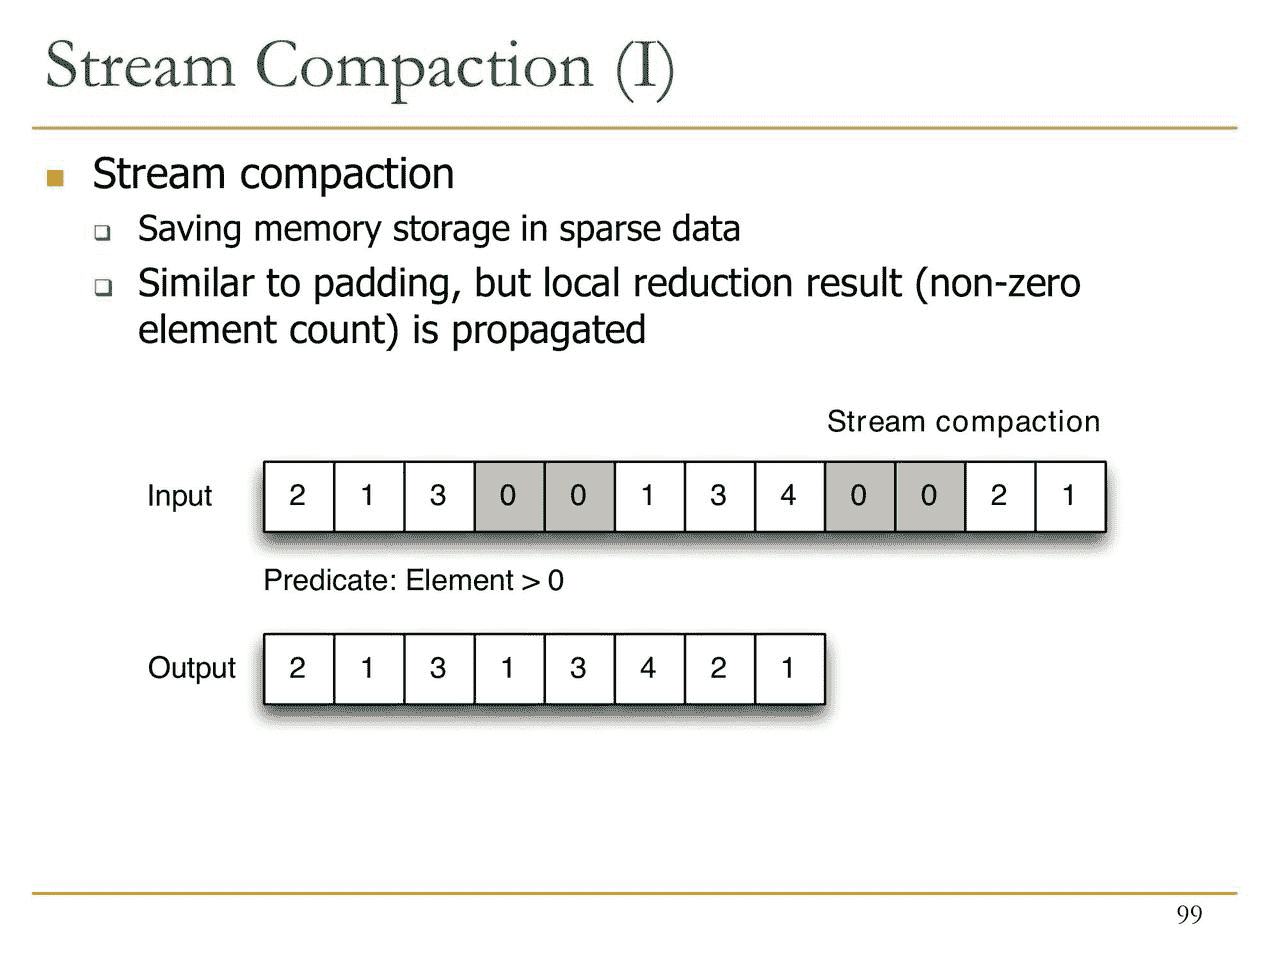 Stream Compaction (I)
Stream compaction
Saving memory storage in sparse data
Similar to padding, but local reduction result (non-zero
element count) is propagated
Stream compaction
Input 2 1 3 0 0 1 3 4 0 0 2 1
Predicate: Element > 0
Output 2 1 3 1 3 4 2 1
99